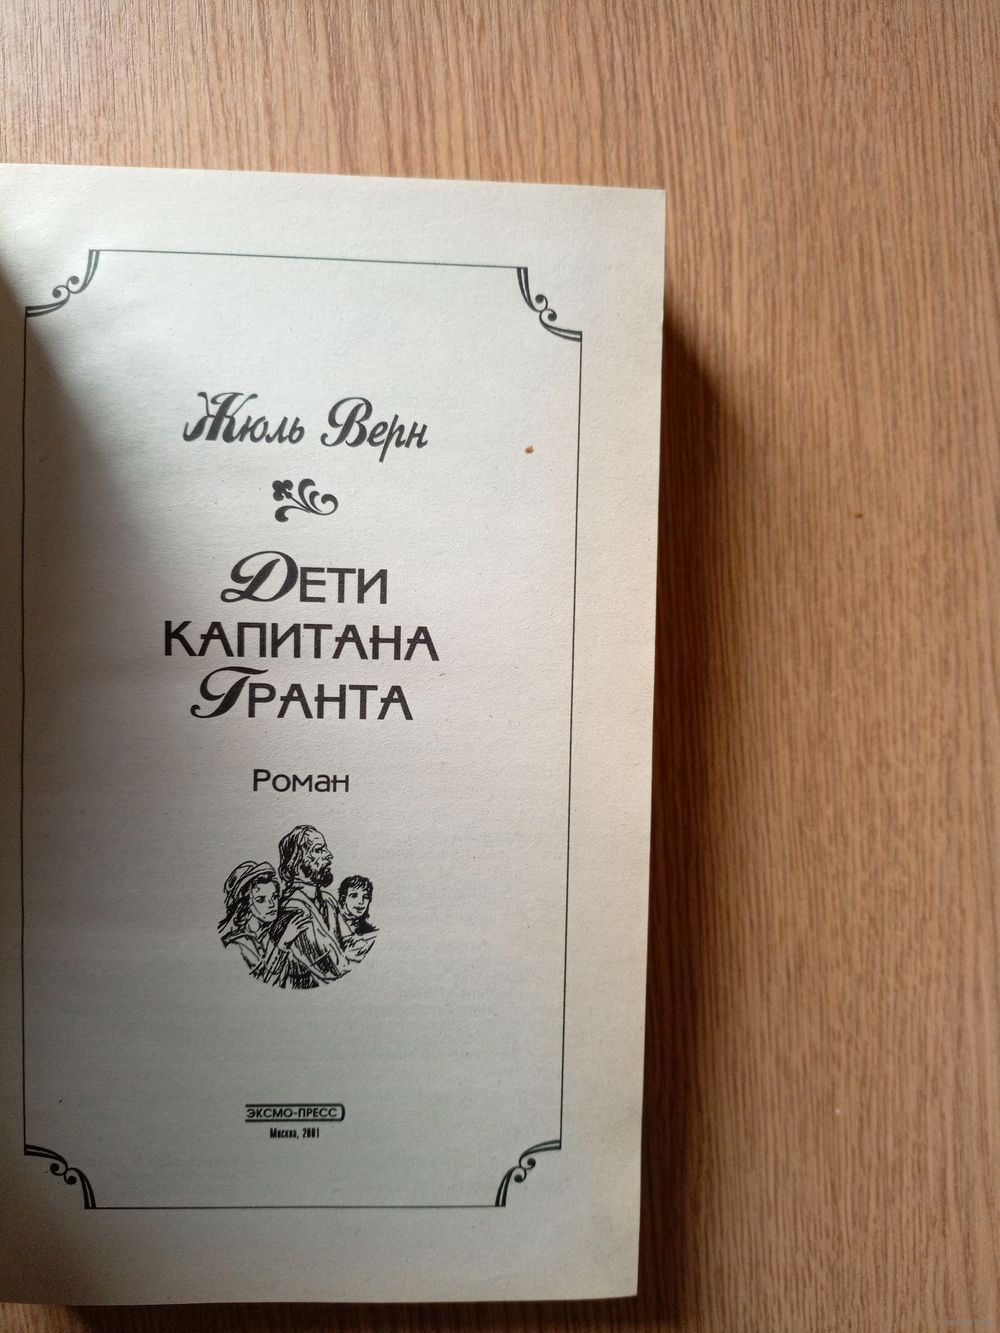 Жюль Верн
Дети
капитана
Гранта
Роман
ЭКСМО-ПРЕСС
Москва, 2001